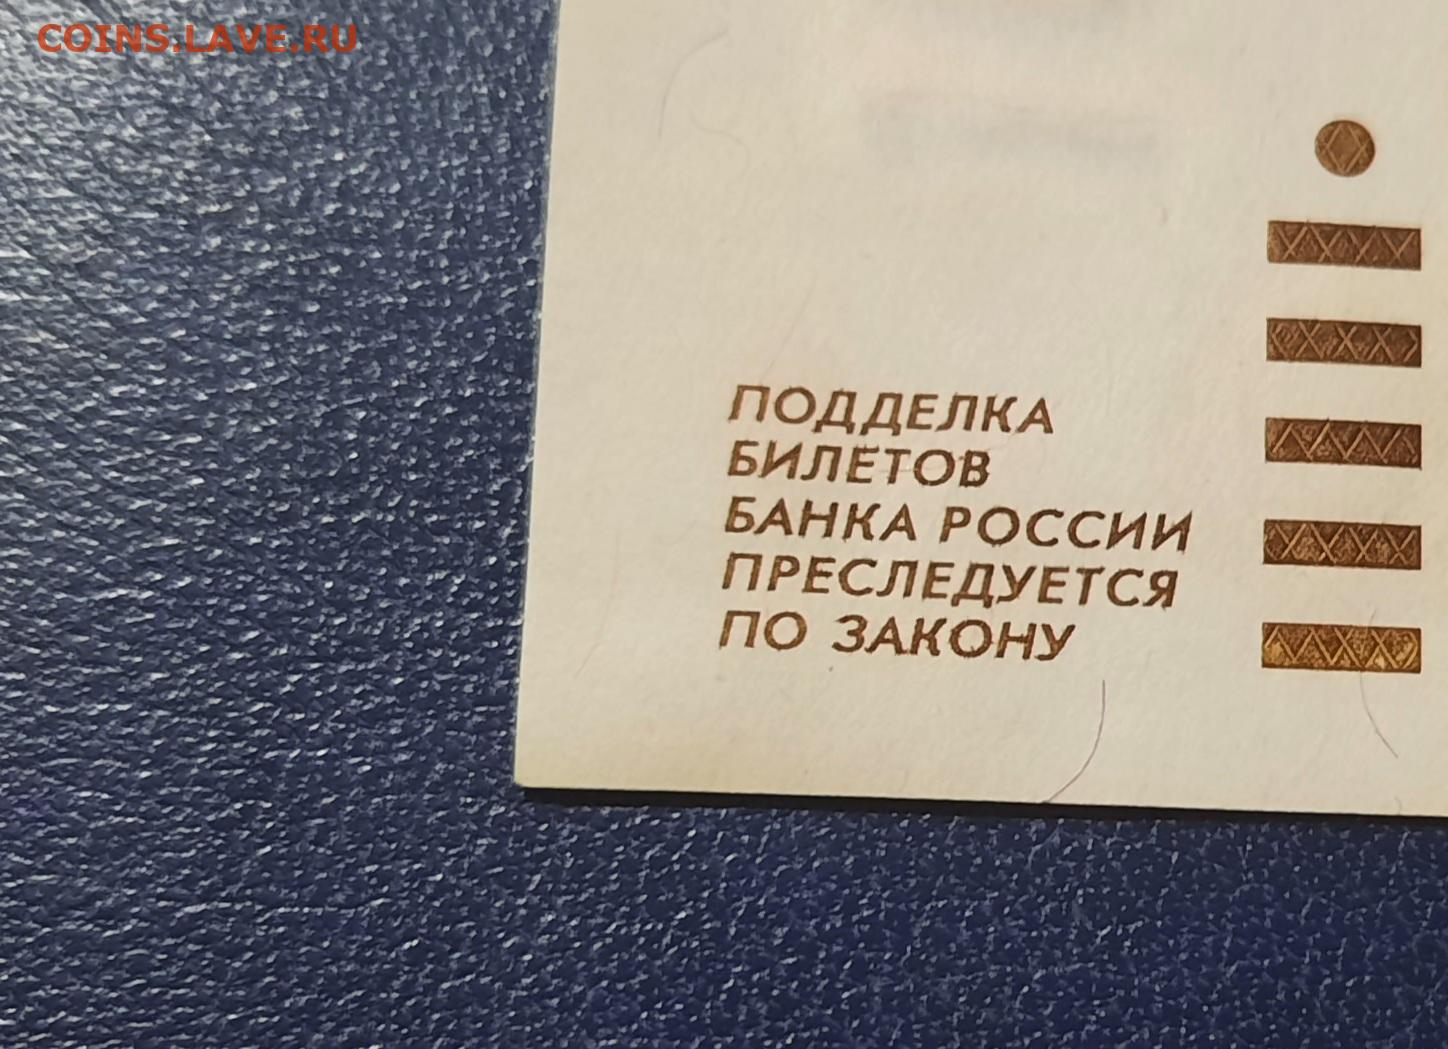 COINS.LAVE.RU
ПОДДЕЛКА
БИЛЕТОВ
БАНКА РОССИИ
ПРЕСЛЕДУЕТСЯ
ПО ЗАКОНУ